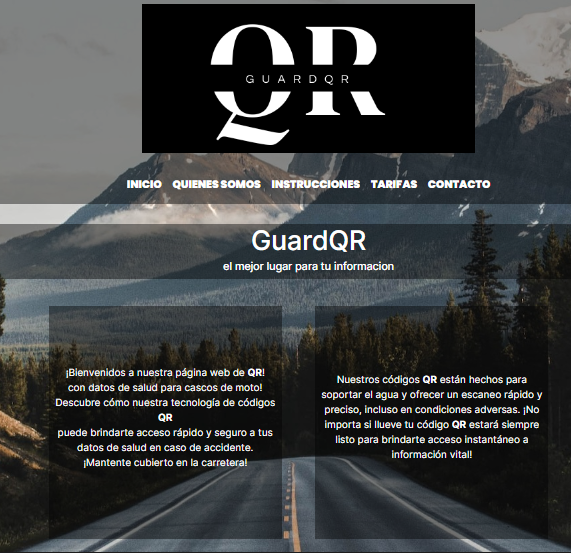 QR
GUARDQR
INICIO QUIENES SOMOS INSTRUCCIONES TARIFAS CONTACTO
GuardQR
el mejor lugar para tu informacion
¡Bienvenidos a nuestra página web de QR!
con datos de salud para cascos de moto!
Descubre cómo nuestra tecnología de códigos
QR
puede brindarte acceso rápido y seguro a tus
datos de salud en caso de accidente.
¡Mantente cubierto en la carretera!
Nuestros códigos QR están hechos para
soportar el agua y ofrecer un escaneo rápido y
preciso, incluso en condiciones adversas. ¡No
importa si llueve tu código QR estará siempre
listo para brindarte acceso instantáneo a
información vital!